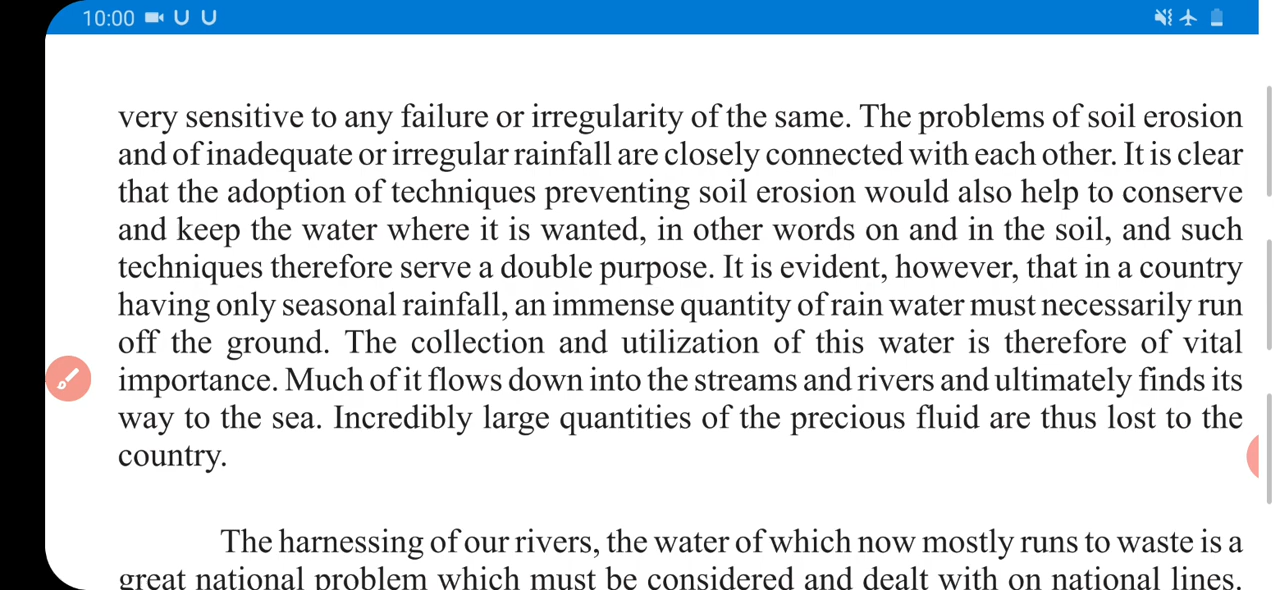 10:00
very sensitive to any failure or irregularity of the same. The problems of soil erosion
and of inadequate or irregular rainfall are closely connected with each other. It is clear
that the adoption of techniques preventing soil erosion would also help to conserve
and keep the water where it is wanted, in other words on and in the soil, and such
techniques therefore serve a double purpose. It is evident, however, that in a country
having only seasonal rainfall, an immense quantity of rain water must necessarily run
off the ground. The collection and utilization of this water is therefore of vital
importance. Much of it flows down into the streams and rivers and ultimately finds its
way to the sea. Incredibly large quantities of the precious fluid are thus lost to the
country.
The harnessing of our rivers, the water of which now mostly runs to waste is a
great national problem which must be considered and dealt with on national lines.